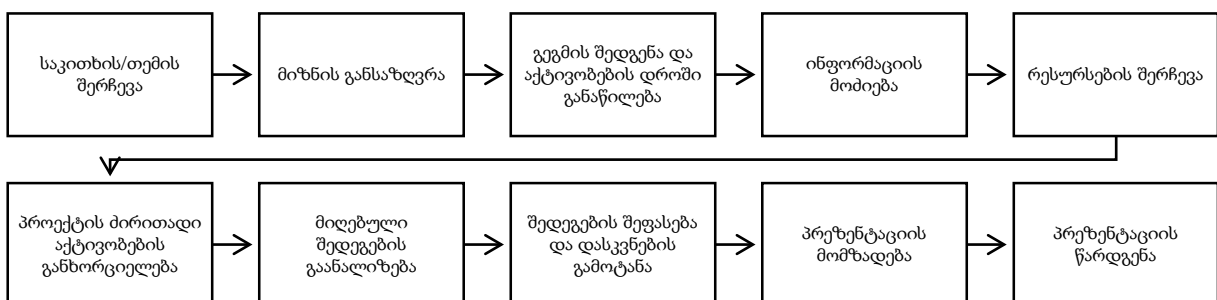 საკითხის/თემის
შერჩევა
მიზნის განსაზღვრა
გეგმის შედგენა და
აქტივობების დროში
განაწილება
ინფორმაციის
მოძიება
რესურსების შერჩევა
პროექტის ძირითადი
აქტივობების
განხორციელება
მიღებული
შედეგების
გაანალიზება
შედეგების შეფასება
და დასკვნების
გამოტანა
პრეზენტაციის
მომზადება
პრეზენტაციის
წარდგენა